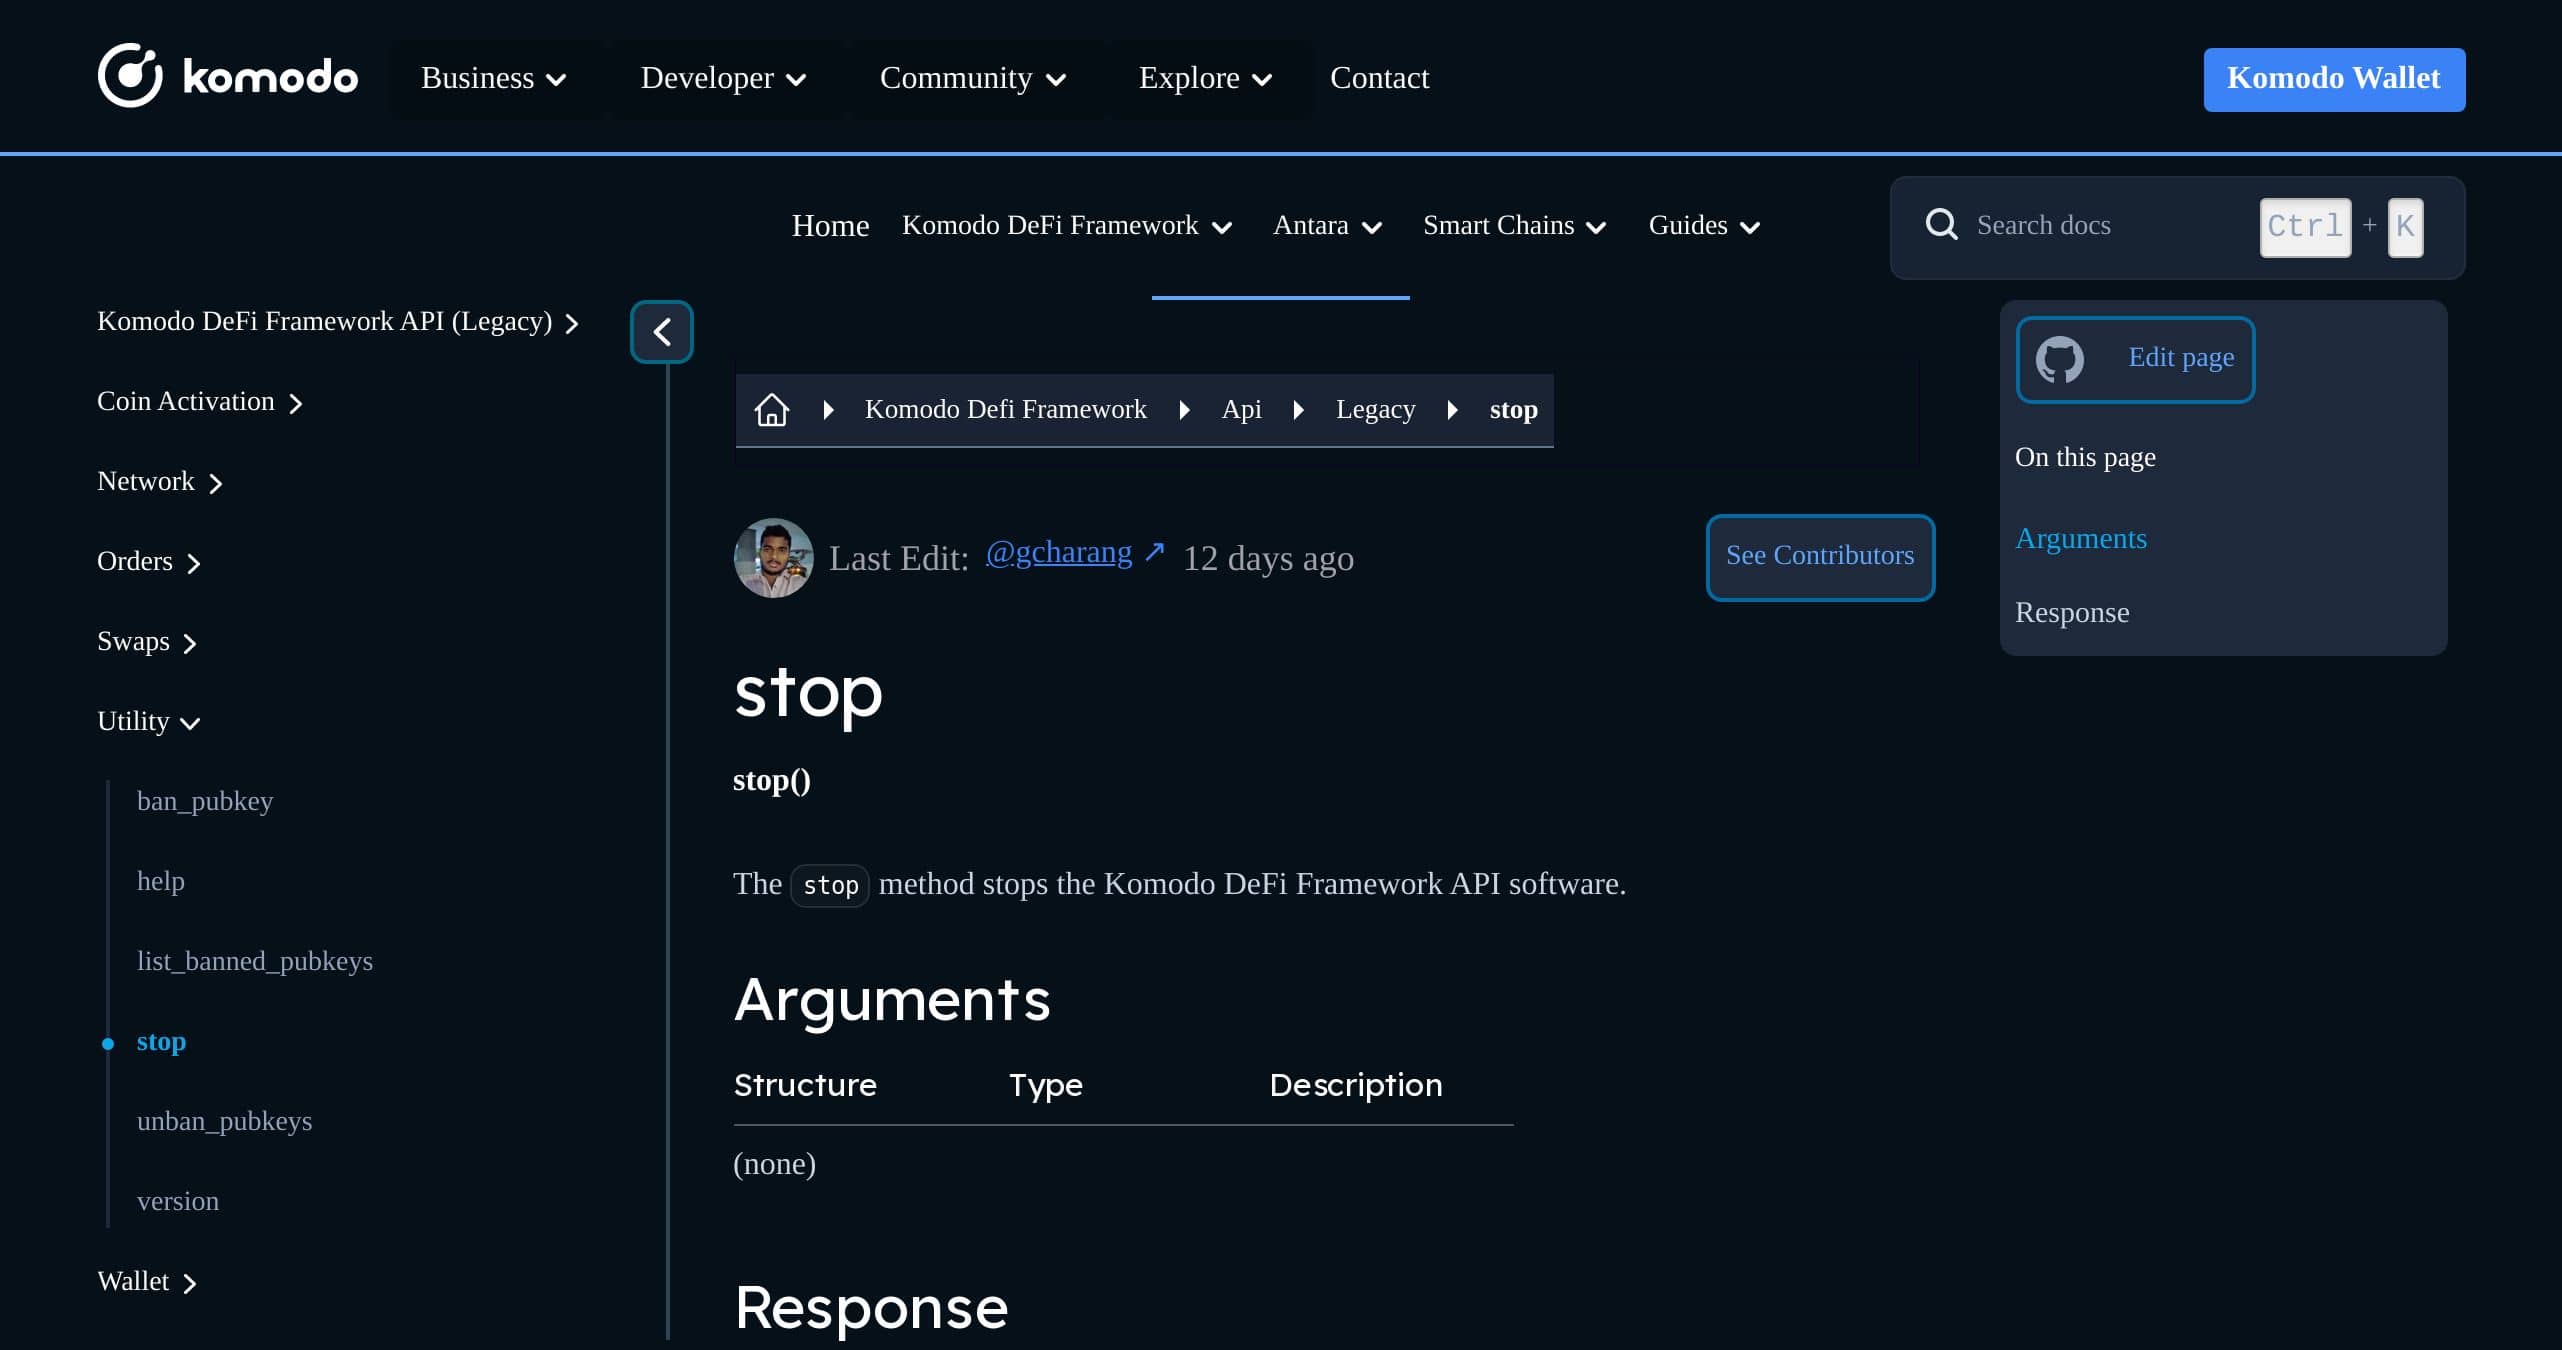 komodo Business Developer Community Explore Contact Komodo Wallet
Home Komodo DeFi Framework Antara Smart Chains Guides Search docs Ctrl + K
Komodo DeFi Framework API (Legacy)
Coin Activation
Network
Orders
Swaps
Utility
ban_pubkey
help
list_banned_pubkeys
stop
unban_pubkeys
version
Wallet
Komodo Defi Framework Api Legacy stop
Last Edit: @gcharang ↗ 12 days ago See Contributors
stop
stop()
The stop method stops the Komodo DeFi Framework API software.
Arguments
Structure Type Description
(none)
Response
Edit page
On this page
Arguments
Response